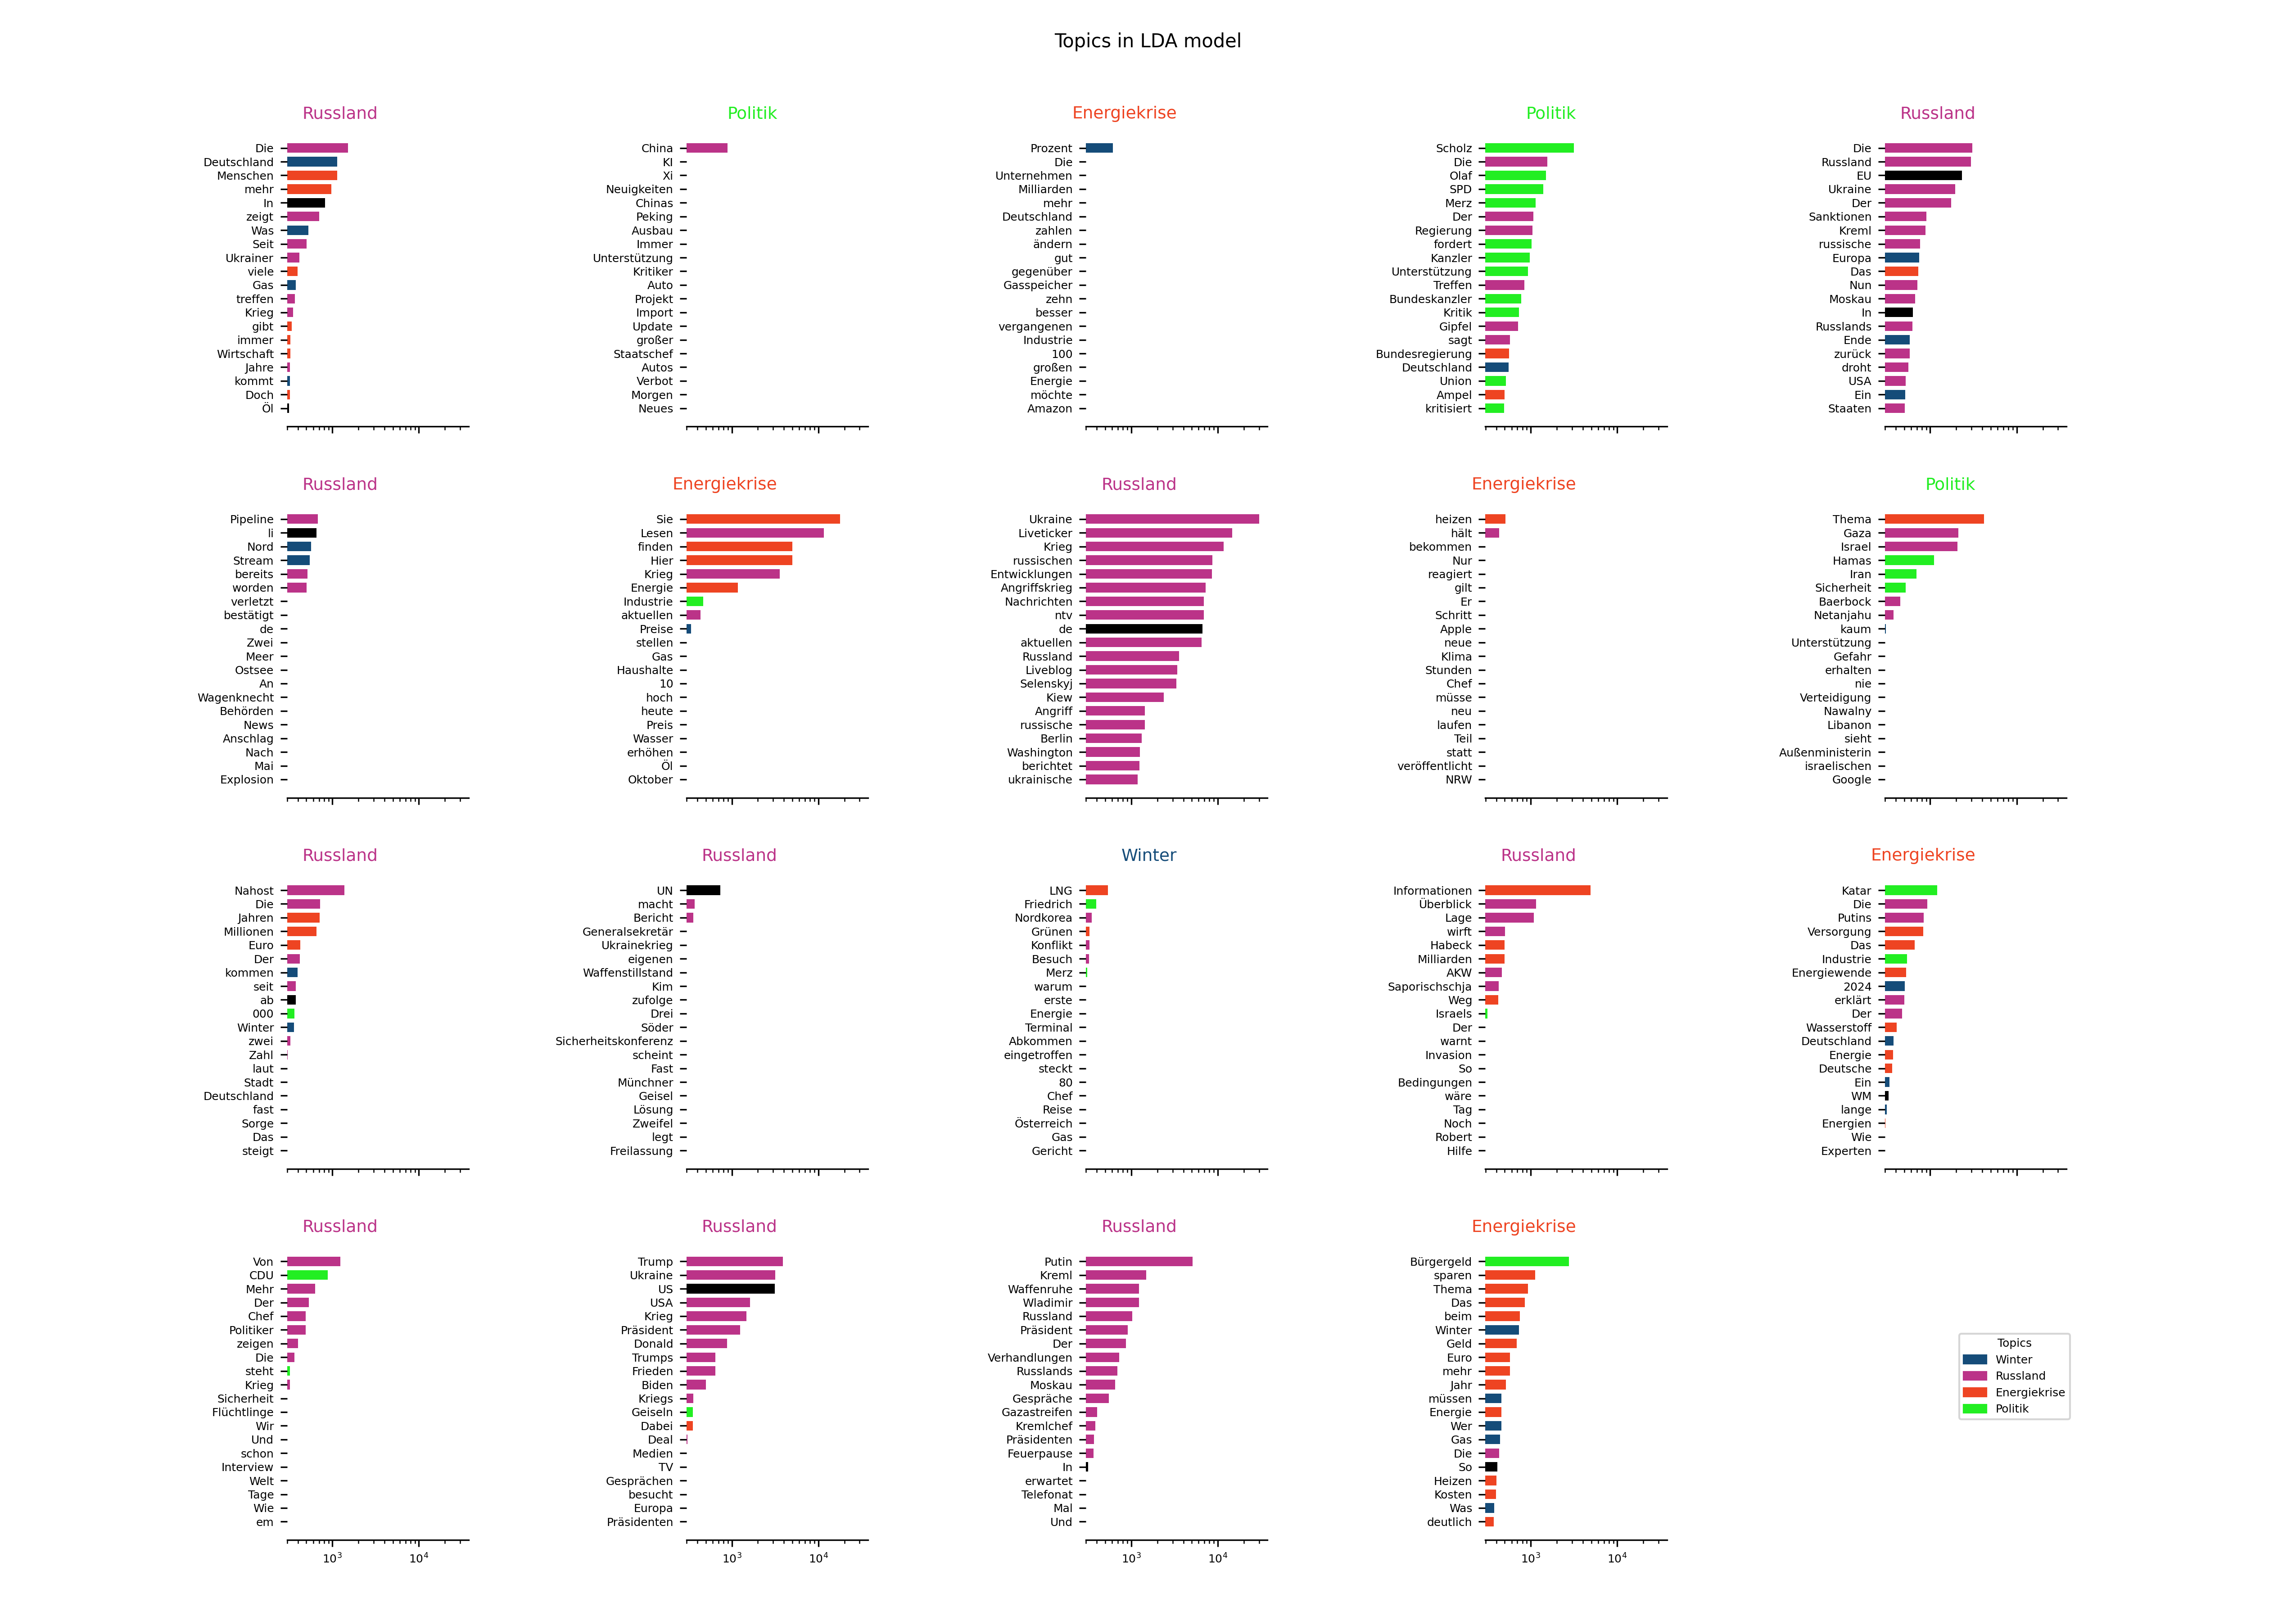 Topics in LDA model
Russland
Die
Deutschland
Menschen
mehr
In
zeigt
Was
Seit
Ukrainer
viele
Gas
treffen
Krieg
gibt
immer
Wirtschaft
Jahre
kommt
Doch
Öl
Politik
China
KI
Xi
Neuigkeiten
Chinas
Peking
Ausbau
Immer
Unterstützung
Kritiker
Auto
Projekt
Import
Update
großer
Staatschef
Autos
Verbot
Morgen
Neues
Energiekrise
Prozent
Die
Unternehmen
Milliarden
mehr
Deutschland
zahlen
ändern
gut
gegenüber
Gasspeicher
zehn
besser
vergangenen
Industrie
100
großen
Energie
möchte
Amazon
Politik
Scholz
Die
Olaf
SPD
Merz
Der
Regierung
fordert
Kanzler
Unterstützung
Treffen
Bundeskanzler
Kritik
Gipfel
sagt
Bundesregierung
Deutschland
Union
Ampel
kritisiert
Russland
Die
Russland
EU
Ukraine
Der
Sanktionen
Kreml
russische
Europa
Das
Nun
Moskau
In
Russlands
Ende
zurück
droht
USA
Ein
Staaten
Russland
Pipeline
li
Nord
Stream
bereits
worden
verletzt
bestätigt
de
Zwei
Meer
Ostsee
An
Wagenknecht
Behörden
News
Anschlag
Nach
Mai
Explosion
Energiekrise
Sie
Lesen
finden
Hier
Krieg
Energie
Industrie
aktuellen
Preise
stellen
Gas
Haushalte
10
hoch
heute
Preis
Wasser
erhöhen
Öl
Oktober
Russland
Ukraine
Liveticker
Krieg
russischen
Entwicklungen
Angriffskrieg
Nachrichten
ntv
de
aktuellen
Russland
Liveblog
Selenskyj
Kiew
Angriff
russische
Berlin
Washington
berichtet
ukrainische
Energiekrise
heizen
hält
bekommen
Nur
reagiert
gilt
Er
Schritt
Apple
neue
Klima
Stunden
Chef
müsse
neu
laufen
Teil
statt
veröffentlicht
NRW
Politik
Thema
Gaza
Israel
Hamas
Iran
Sicherheit
Baerbock
Netanjahu
kaum
Unterstützung
Gefahr
erhalten
nie
Verteidigung
Nawalny
Libanon
sieht
Außenministerin
israelischen
Google
Russland
Nahost
Die
Jahren
Millionen
Euro
Der
kommen
seit
ab
000
Winter
zwei
Zahl
laut
Stadt
Deutschland
fast
Sorge
Das
steigt
Russland
UN
macht
Bericht
Generalsekretär
Ukrainekrieg
eigenen
Waffenstillstand
Kim
zufolge
Drei
Söder
Sicherheitskonferenz
scheint
Fast
Münchner
Geisel
Lösung
Zweifel
legt
Freilassung
Winter
LNG
Friedrich
Nordkorea
Grünen
Konflikt
Besuch
Merz
warum
erste
Energie
Terminal
Abkommen
eingetroffen
steckt
80
Chef
Reise
Österreich
Gas
Gericht
Russland
Informationen
Überblick
Lage
wirft
Habeck
Milliarden
AKW
Saporischschja
Weg
Israels
Der
warnt
Invasion
So
Bedingungen
wäre
Tag
Noch
Robert
Hilfe
Energiekrise
Katar
Die
Putins
Versorgung
Das
Industrie
Energiewende
2024
erklärt
Der
Wasserstoff
Deutschland
Energie
Deutsche
Ein
WM
lange
Energien
Wie
Experten
Russland
Von
CDU
Mehr
Der
Chef
Politiker
zeigen
Die
steht
Krieg
Sicherheit
Flüchtlinge
Wir
Und
schon
Interview
Welt
Tage
Wie
em
10³ 10⁴
Russland
Trump
Ukraine
US
USA
Krieg
Präsident
Donald
Trumps
Frieden
Biden
Kriegs
Geiseln
Dabei
Deal
Medien
TV
Gesprächen
besucht
Europa
Präsidenten
10³ 10⁴
Russland
Putin
Kreml
Waffenruhe
Wladimir
Russland
Präsident
Der
Verhandlungen
Russlands
Moskau
Gespräche
Gazastreifen
Kremlchef
Präsidenten
Feuerpause
In
erwartet
Telefonat
Mal
Und
10³ 10⁴
Energiekrise
Bürgergeld
sparen
Thema
Das
beim
Winter
Geld
Euro
mehr
Jahr
müssen
Energie
Wer
Gas
Die
So
Heizen
Kosten
Was
deutlich
10³ 10⁴
Topics
Winter
Russland
Energiekrise
Politik